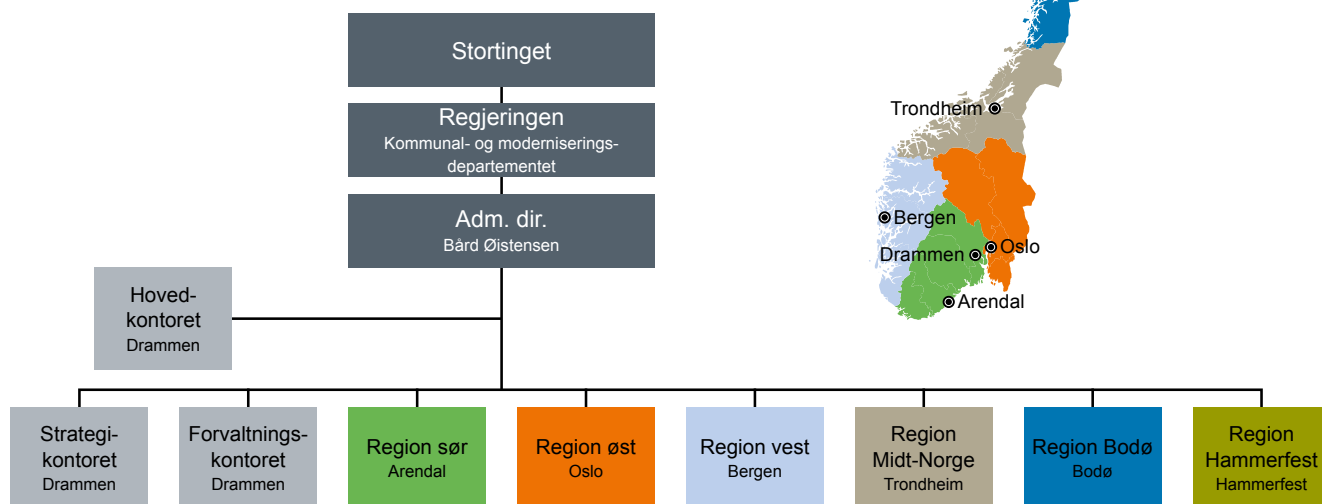 Stortinget
Regjeringen
Kommunal- og moderniserings-
departementet
Adm. dir.
Bård Øistensen
Trondheim
Bergen
Oslo
Drammen
Arendal
Hoved-
kontoret
Drammen
Strategi-
kontoret
Drammen
Forvaltnings-
kontoret
Drammen
Region sør
Arendal
Region øst
Oslo
Region vest
Bergen
Region
Midt-Norge
Trondheim
Region Bodø
Bodø
Region
Hammerfest
Hammerfest